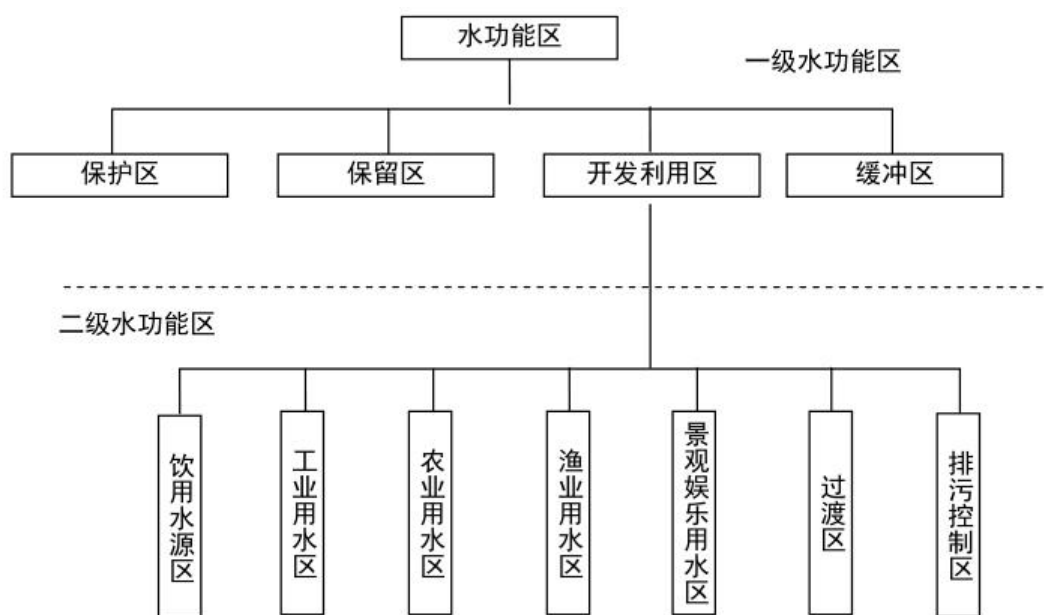 水功能区
一级水功能区
保护区
保留区
开发利用区
缓冲区
二级水功能区
饮用水源区
工业用水区
农业用水区
渔业用水区
景观娱乐用水区
过渡区
排污控制区